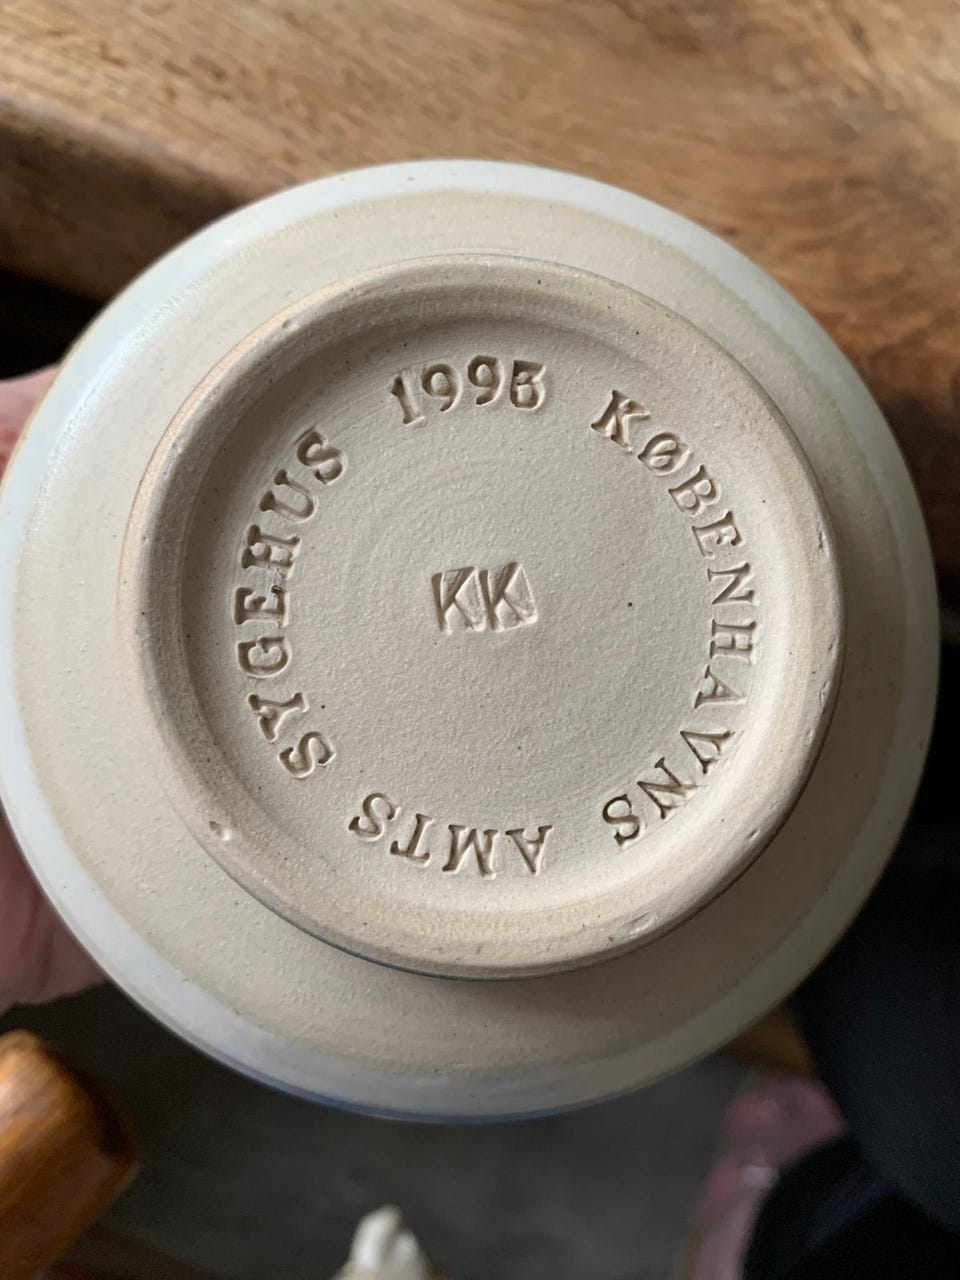 KØBENHAVNS AMTS SYGEHUS 1993
KK